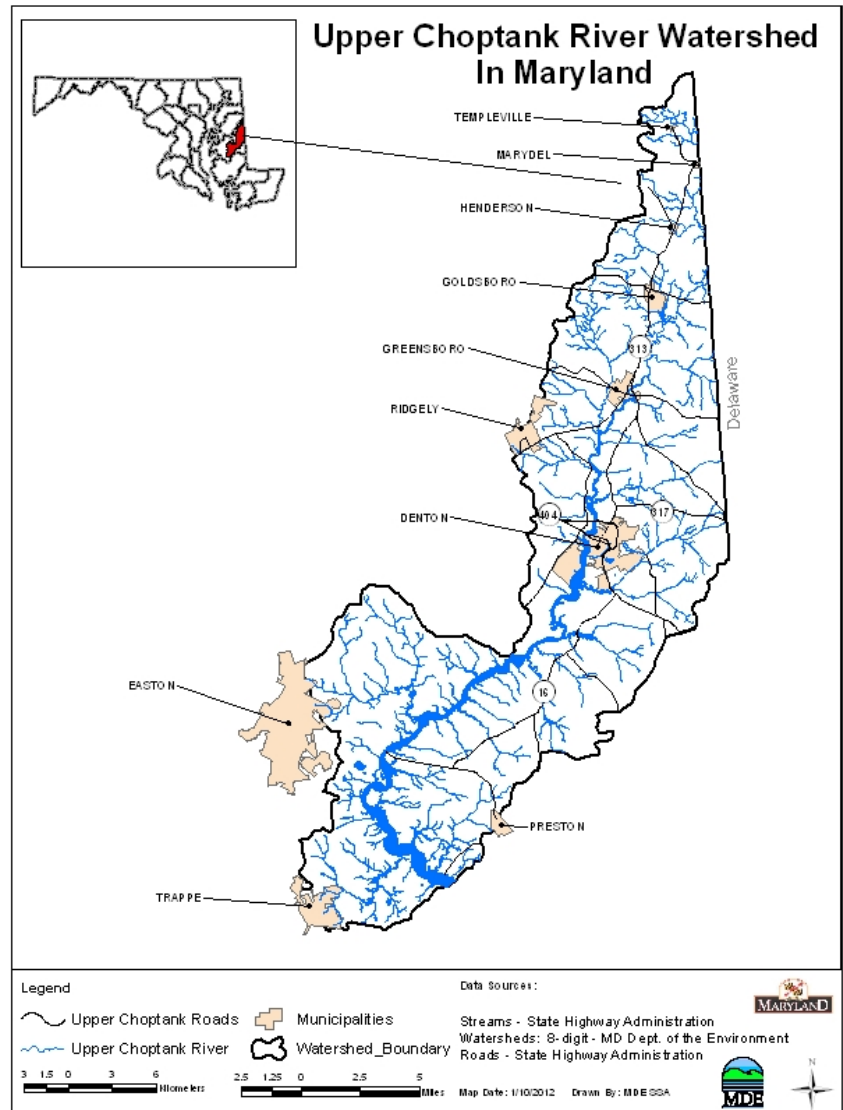 Upper Choptank River Watershed
In Maryland
TEMPLEVILLE
MARYDEL
HENDERSON
GOLDSBORO
GREENSBORO
313
RIDGELY
Delaware
404
317
DENTON
EASTON
16
PRESTON
TRAPPE
Legend
Upper Choptank Roads
Municipalities
Upper Choptank River
Watershed_Boundary
3 1.5 0 3 6
Kilometers
2.5 1.25 0 2.5 5
Miles
Data Sources:
Streams - State Highway Administration
Watersheds: 8-digit - MD Dept. of the Environment
Roads - State Highway Administration
Map Date: 1/10/2012 Drawn By: MDE SSA
MARYLAND
MDE
N